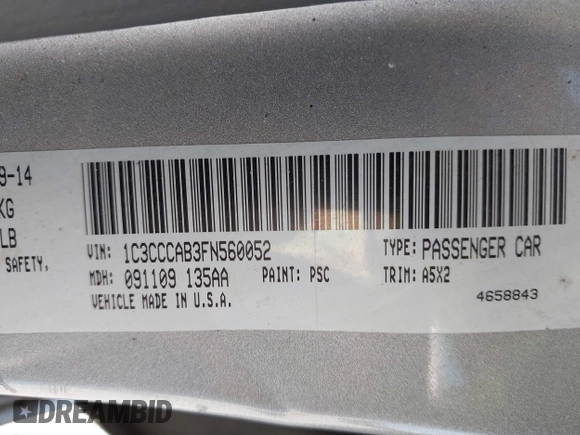 9-14
KG
LB
SAFETY,
VIN: 1C3CCCAB3FN560052 TYPE: PASSENGER CAR
MDH: 091109 135AA PAINT: PSC TRIM: A5X2
VEHICLE MADE IN U.S.A. 4658843
DREAMBID